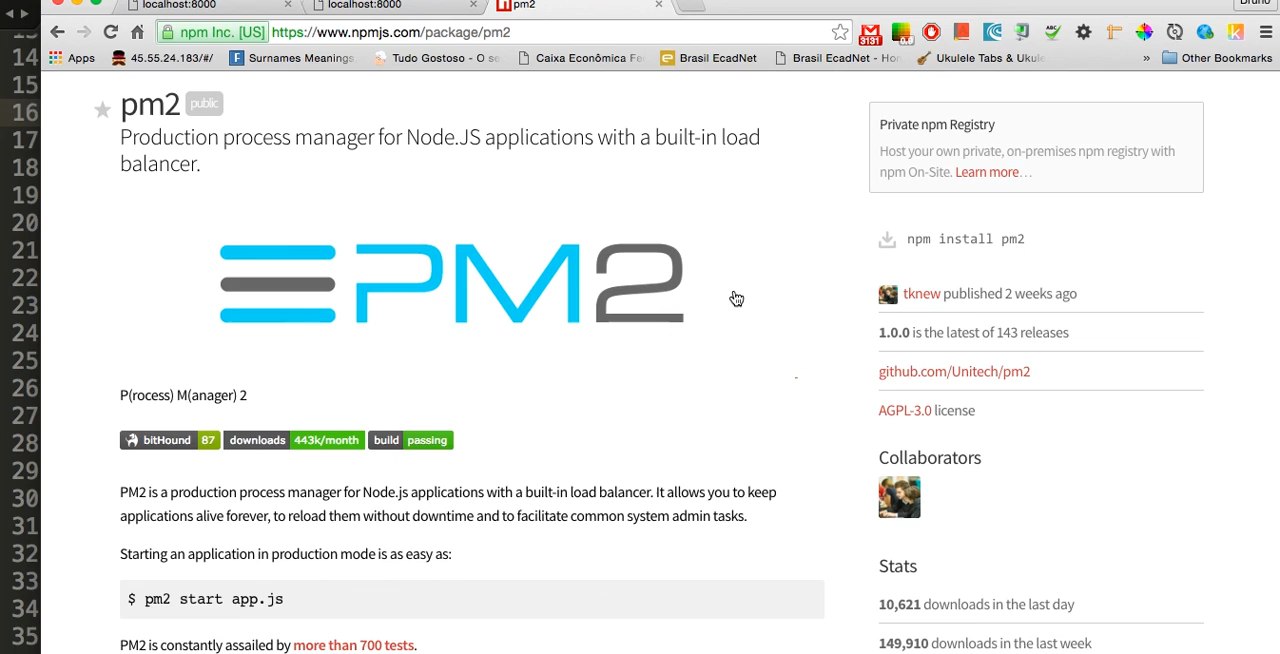 localhost:8000
localhost:8000
pm2
Bruno
npm Inc. [US]
https://www.npmjs.com/package/pm2
3131
0.0
ABC
Apps
45.55.24.183/#/
Surnames Meanings,
Tudo Gostoso - O se
Caixa Econômica Fe
Brasil EcadNet
Brasil EcadNet - Hon
Ukulele Tabs & Ukule
»
Other Bookmarks
14
15
16
17
18
19
20
21
22
23
24
25
26
27
28
29
30
31
32
33
34
35
pm2
public
Production process manager for Node.JS applications with a built-in load
balancer.
PM2
P(rocess) M(anager) 2
bitHound 87 downloads 443k/month build passing
PM2 is a production process manager for Node.js applications with a built-in load balancer. It allows you to keep
applications alive forever, to reload them without downtime and to facilitate common system admin tasks.
Starting an application in production mode is as easy as:
$ pm2 start app.js
PM2 is constantly assailed by more than 700 tests.
Private npm Registry
Host your own private, on-premises npm registry with
npm On-Site. Learn more…
npm install pm2
tknew published 2 weeks ago
1.0.0 is the latest of 143 releases
github.com/Unitech/pm2
AGPL-3.0 license
Collaborators
Stats
10,621 downloads in the last day
149,910 downloads in the last week